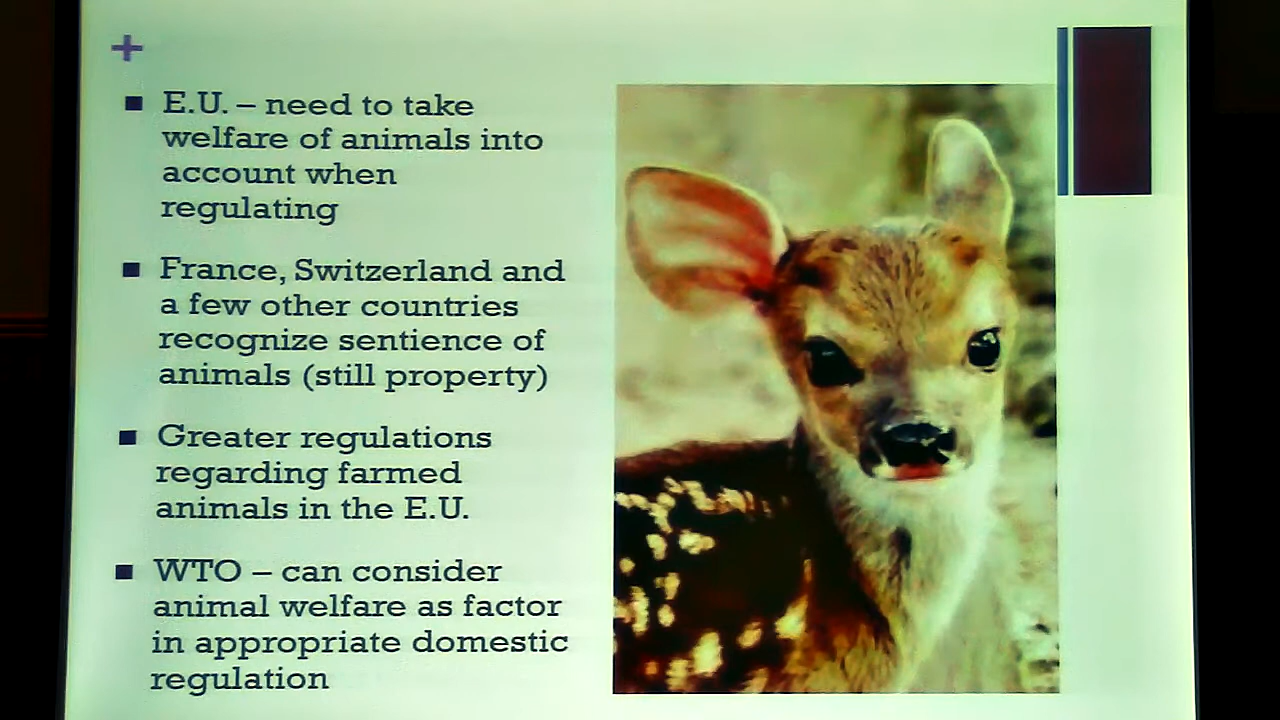 +
E.U. – need to take
welfare of animals into
account when
regulating
France, Switzerland and
a few other countries
recognize sentience of
animals (still property)
Greater regulations
regarding farmed
animals in the E.U.
WTO – can consider
animal welfare as factor
in appropriate domestic
regulation